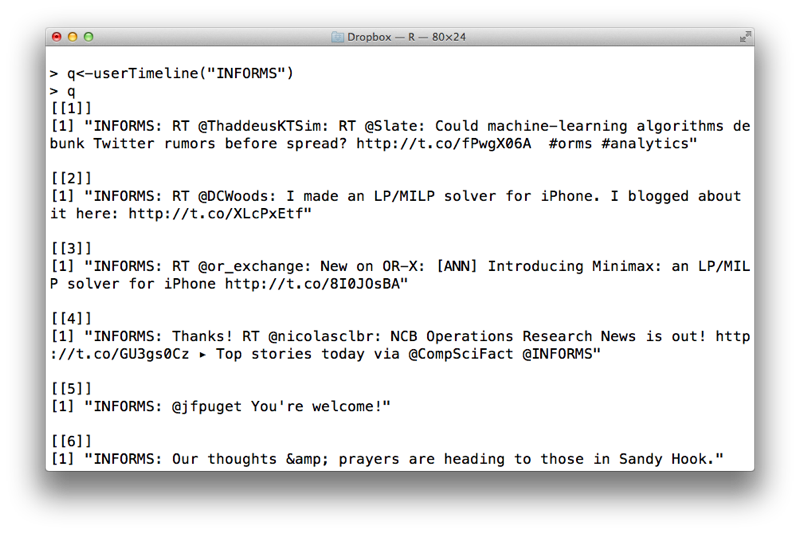 Dropbox — R — 80×24
> q<-userTimeline("INFORMS")
> q
[[1]]
[1] "INFORMS: RT @ThaddeusKTSim: RT @Slate: Could machine-learning algorithms de
bunk Twitter rumors before spread? http://t.co/fPwgX06A  #orms #analytics"
[[2]]
[1] "INFORMS: RT @DCWoods: I made an LP/MILP solver for iPhone. I blogged about
it here: http://t.co/XLcPxEtf"
[[3]]
[1] "INFORMS: RT @or_exchange: New on OR-X: [ANN] Introducing Minimax: an LP/MIL
P solver for iPhone http://t.co/8I0JOsBA"
[[4]]
[1] "INFORMS: Thanks! RT @nicolasclbr: NCB Operations Research News is out! http
://t.co/GU3gs0Cz ▸ Top stories today via @CompSciFact @INFORMS"
[[5]]
[1] "INFORMS: @jfpuget You're welcome!"
[[6]]
[1] "INFORMS: Our thoughts &amp; prayers are heading to those in Sandy Hook."